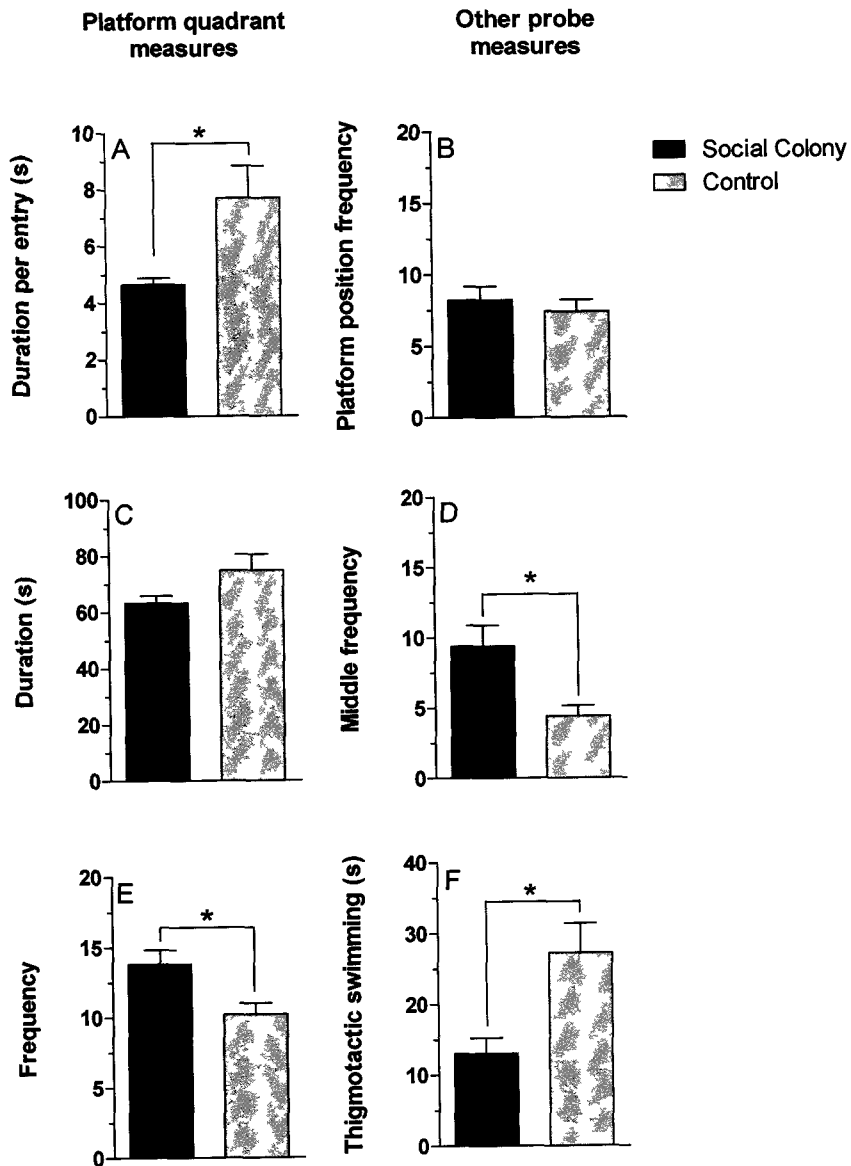 Platform quadrant
measures
Other probe
measures
Social Colony
Control
A
*
Duration per entry (s)
10
8
6
4
2
0
B
Platform position frequency
20
15
10
5
0
C
Duration (s)
100
80
60
40
20
0
D
*
Middle frequency
20
15
10
5
0
E
*
Frequency
20
15
10
5
0
F
*
Thigmotactic swimming (s)
40
30
20
10
0